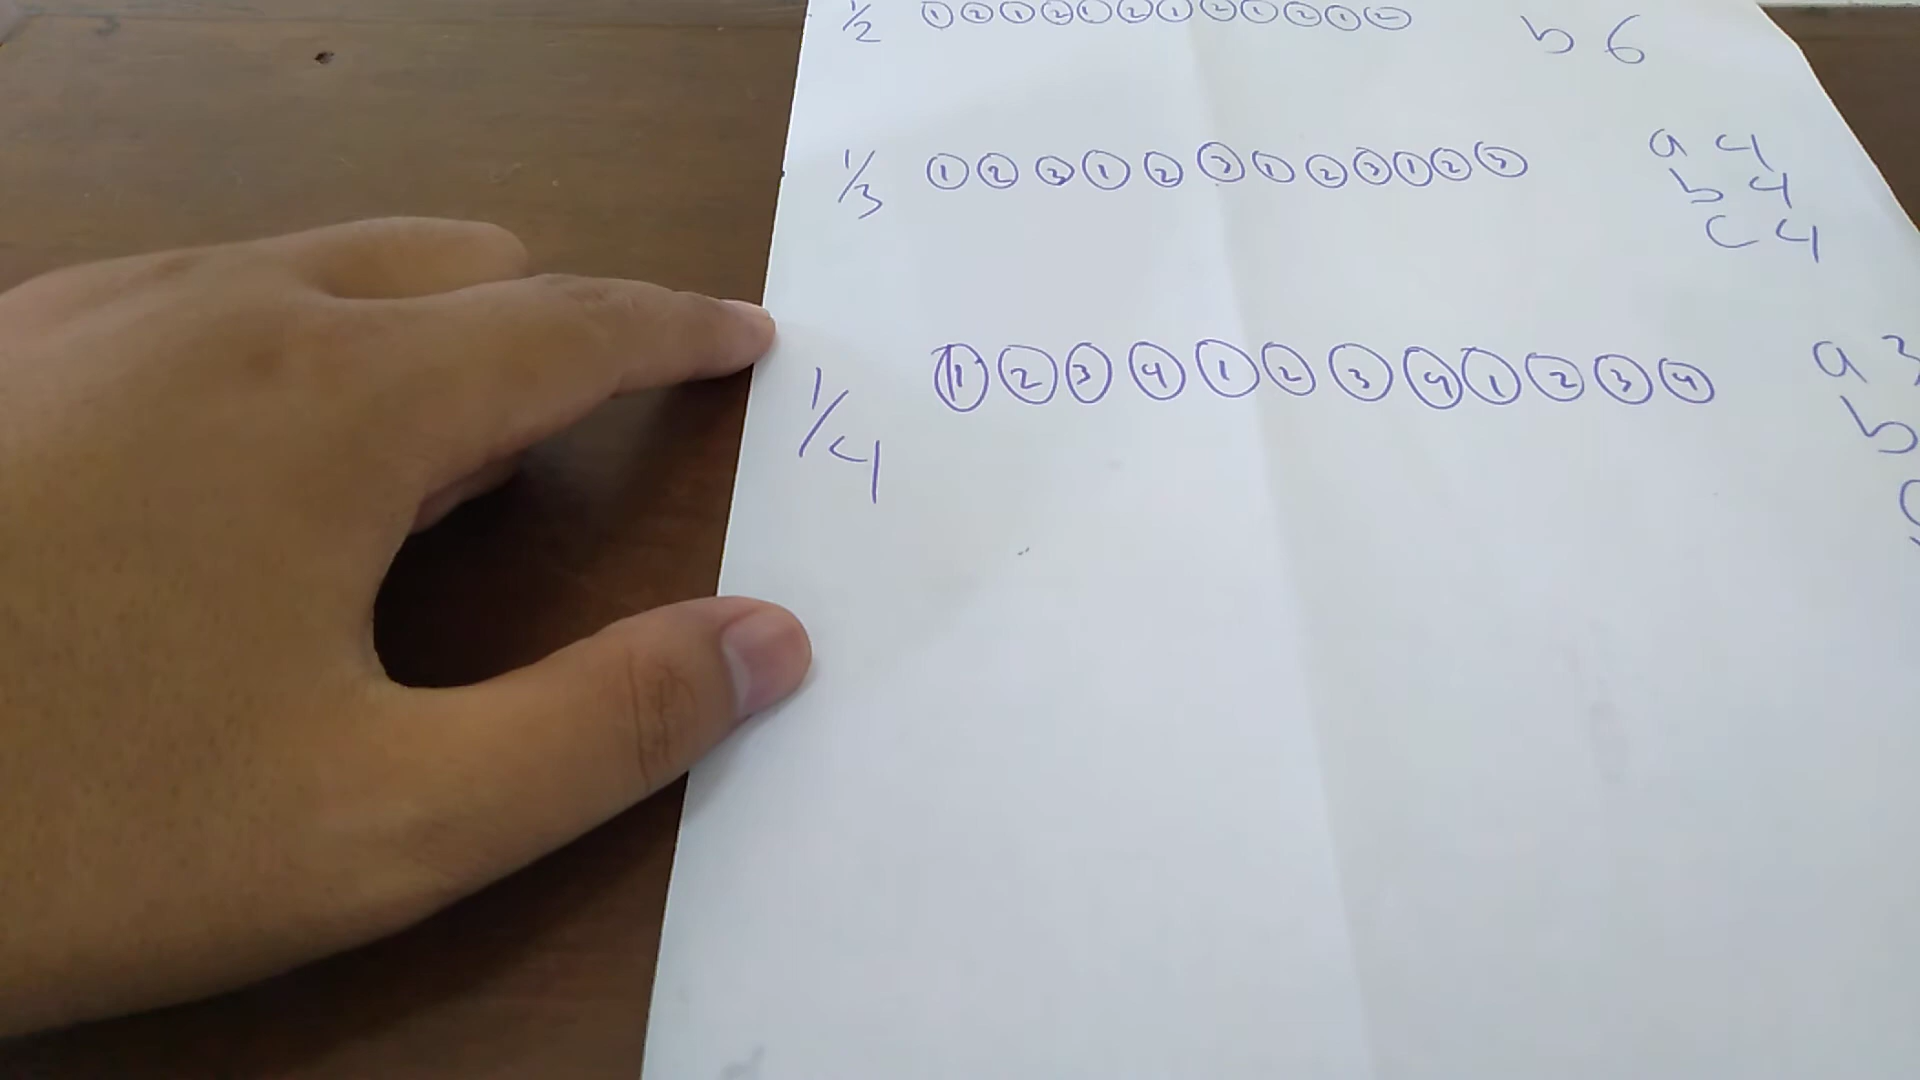 1/2 1 2 1 2 1 2 1 2 1 2 1 2 b 6
1/3 1 2 3 1 2 3 1 2 3 1 2 3 a 4
b 4
c 4
1/4 1 2 3 4 1 2 3 4 1 2 3 4 a 3
b